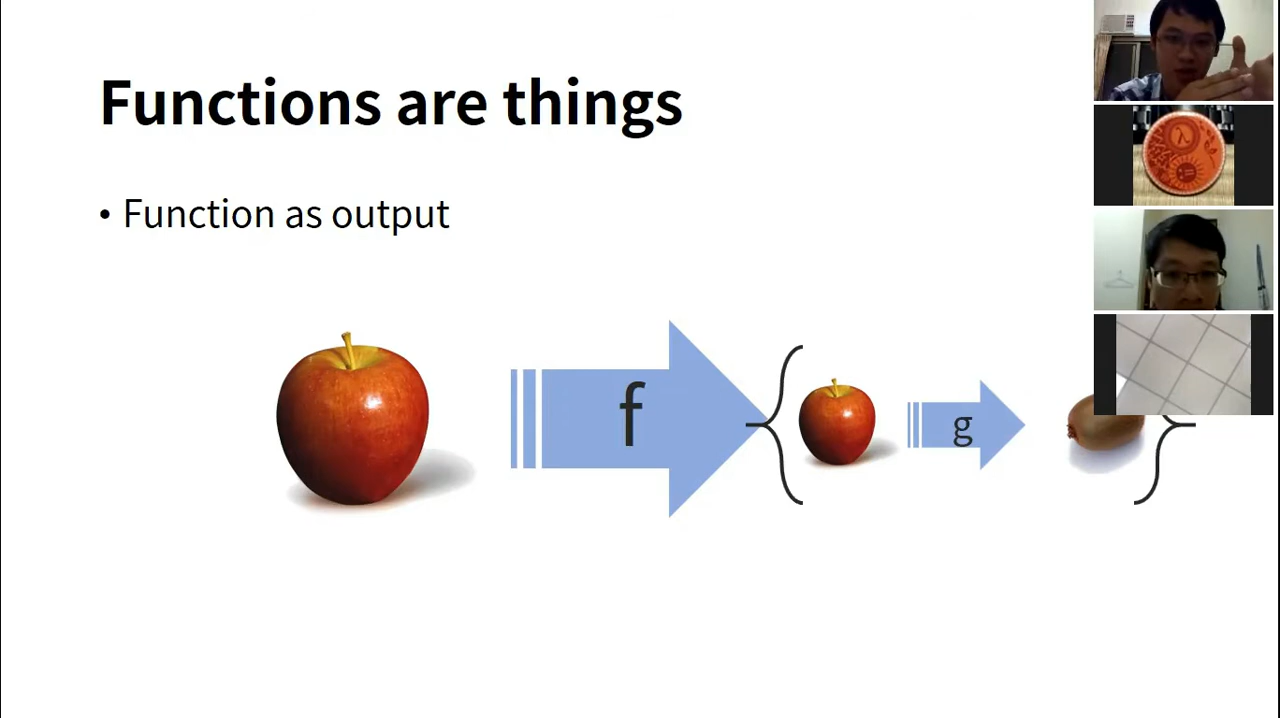 Functions are things
• Function as output
f
g
λ